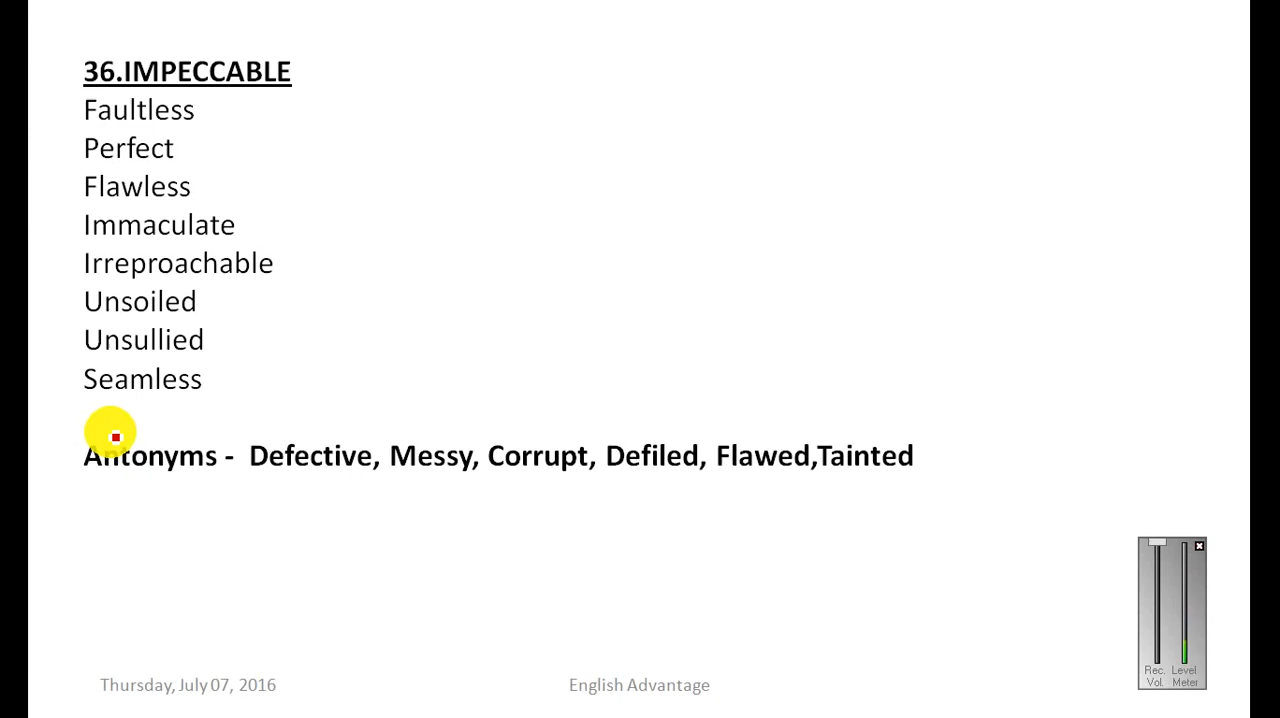 36.IMPECCABLE
Faultless
Perfect
Flawless
Immaculate
Irreproachable
Unsoiled
Unsullied
Seamless
Antonyms - Defective, Messy, Corrupt, Defiled, Flawed,Tainted
Rec. Level
Vol. Meter
Thursday, July 07, 2016 English Advantage